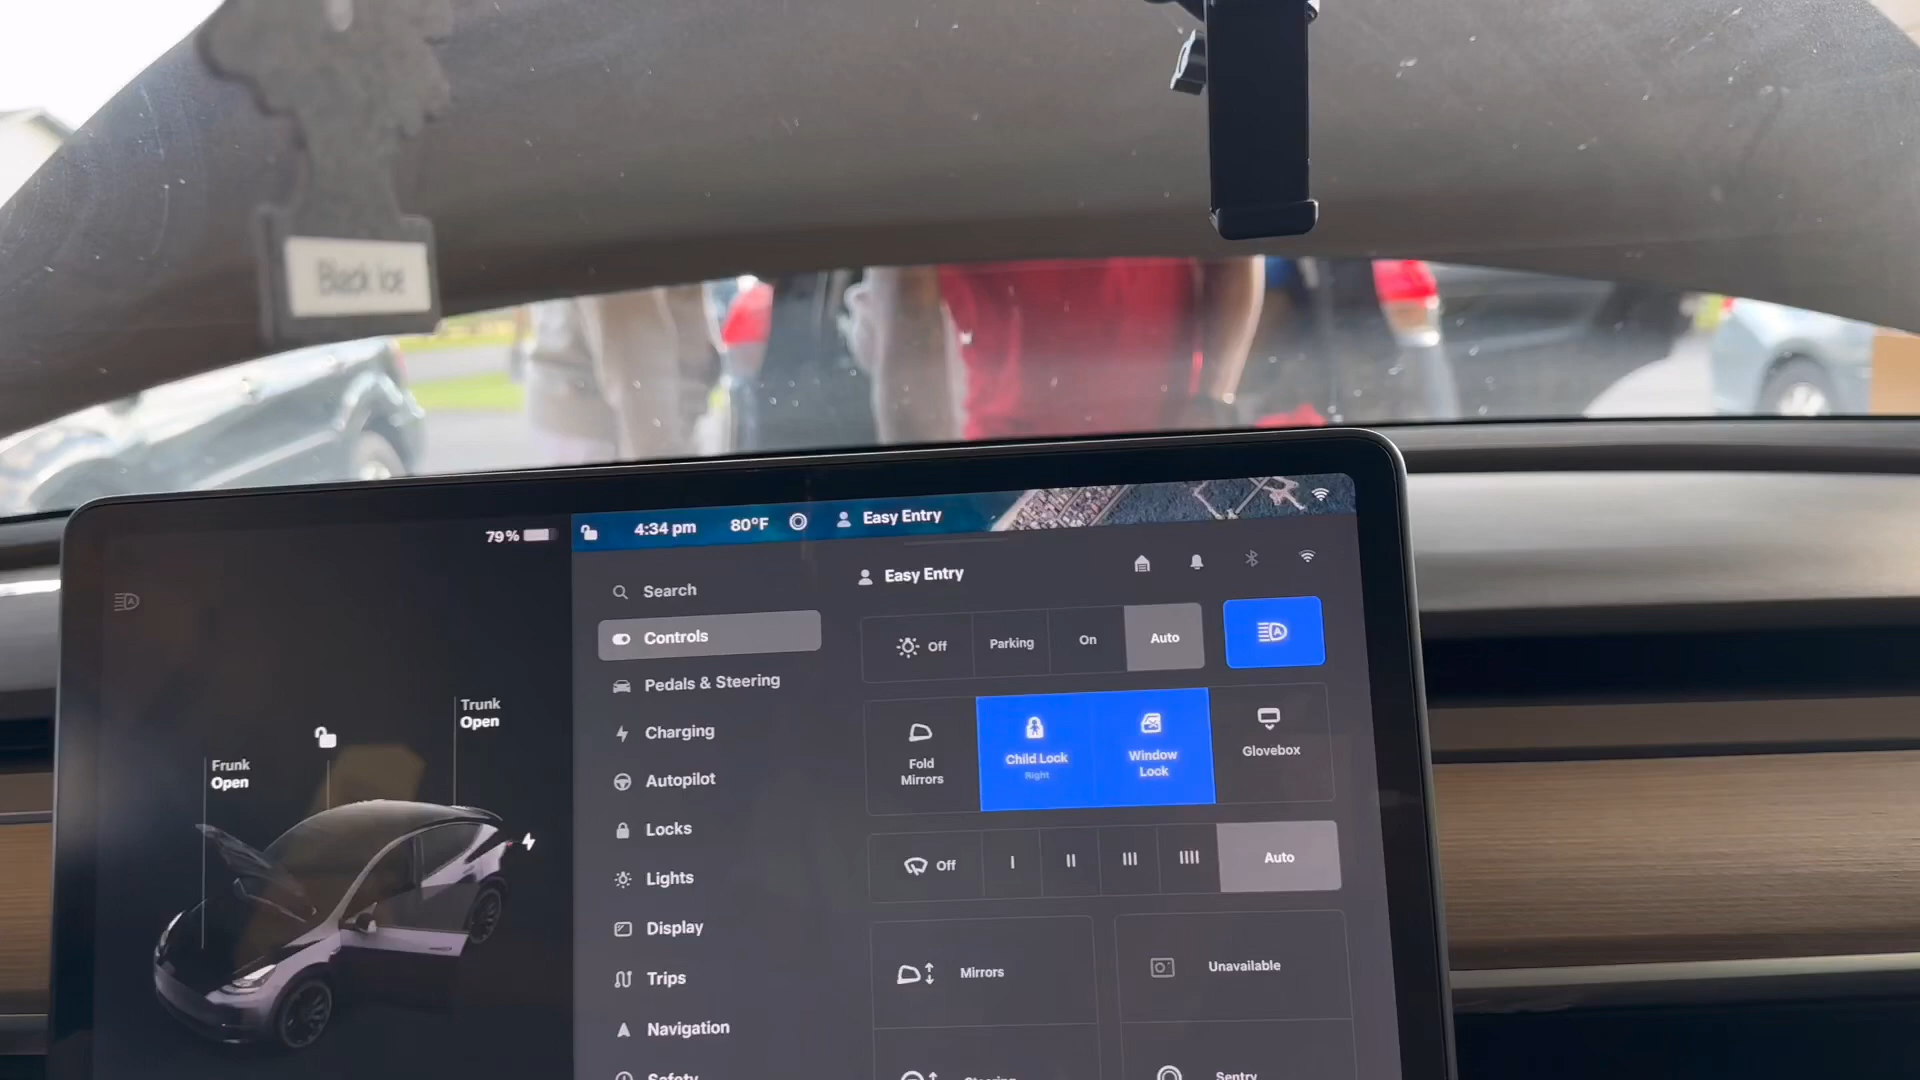 Black Ice
79%
4:34 pm
80°F
Easy Entry
Search
Controls
Pedals & Steering
Charging
Autopilot
Locks
Lights
Display
Trips
Navigation
Safety
Trunk
Open
Frunk
Open
Easy Entry
Off
Parking
On
Auto
Fold
Mirrors
Child Lock
Right
Window
Lock
Glovebox
Off
I
II
III
IIII
Auto
Mirrors
Unavailable
Steering
Sentry